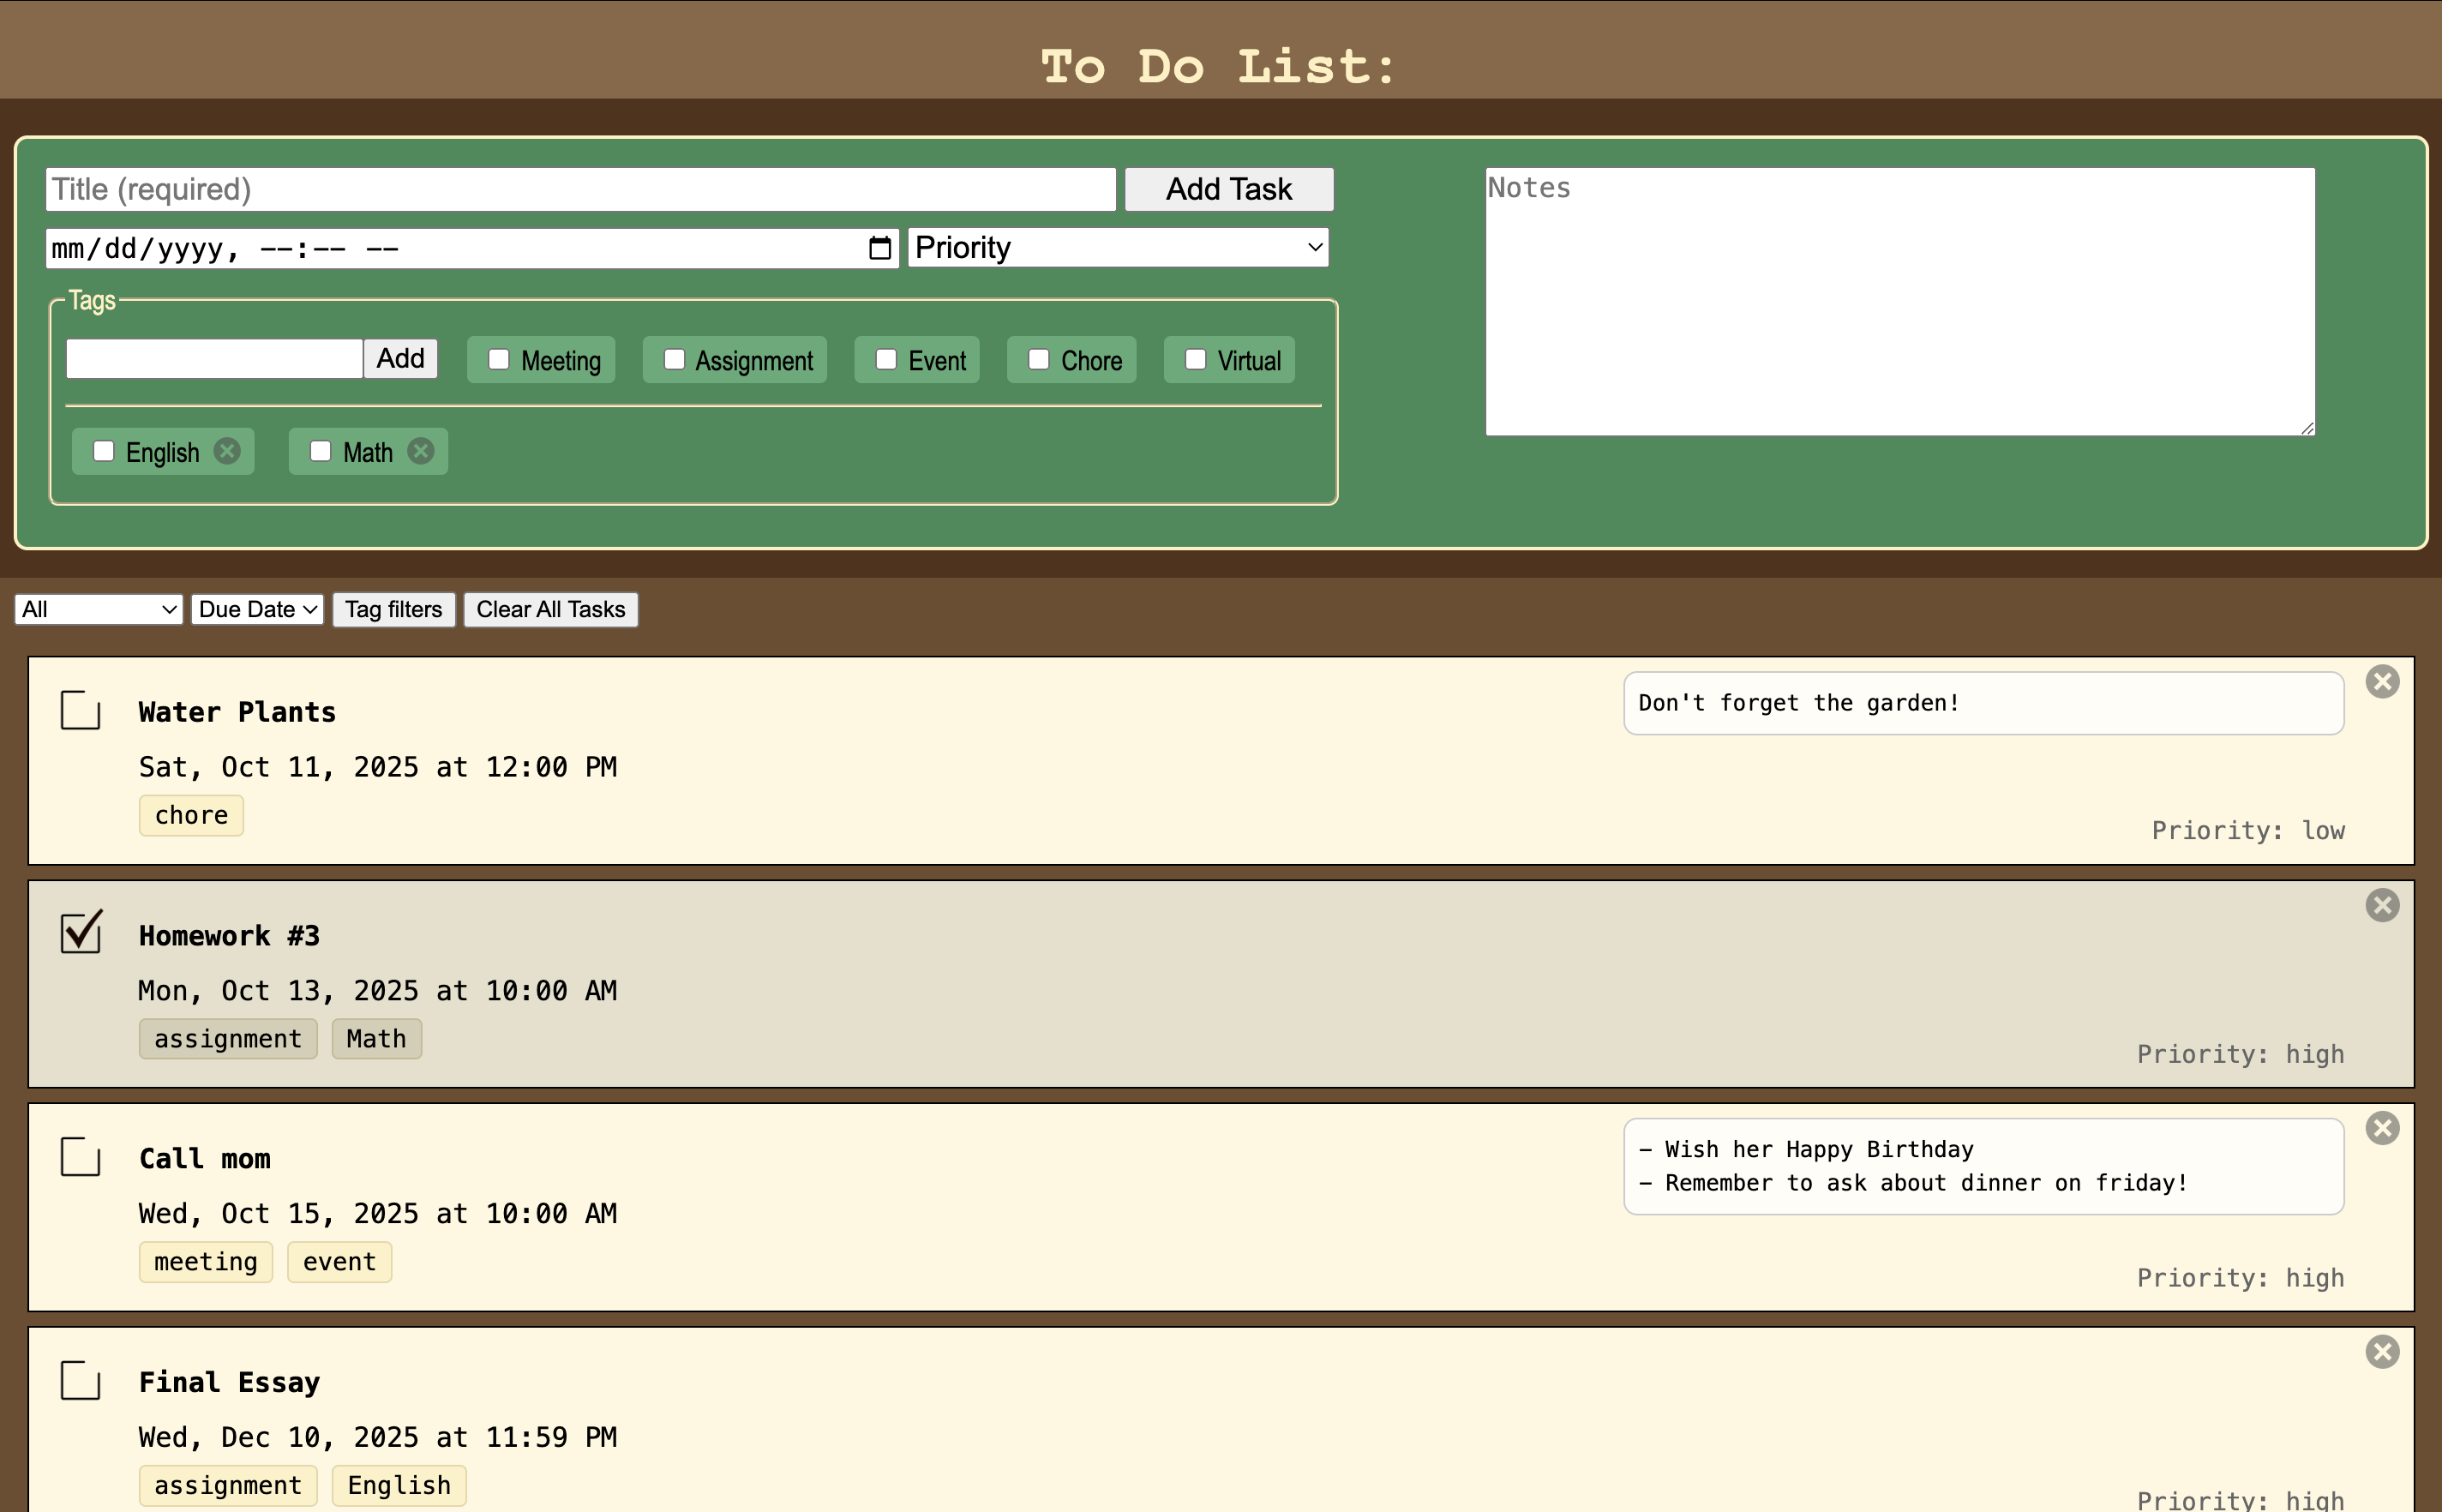 To Do List:
Title (required)
Add Task
Notes
mm/dd/yyyy, --:-- --
Priority
Tags
Add
Meeting
Assignment
Event
Chore
Virtual
English
Math
All
Due Date
Tag filters
Clear All Tasks
Water Plants
Don't forget the garden!
Sat, Oct 11, 2025 at 12:00 PM
chore
Priority: low
Homework #3
Mon, Oct 13, 2025 at 10:00 AM
assignment
Math
Priority: high
Call mom
- Wish her Happy Birthday
- Remember to ask about dinner on friday!
Wed, Oct 15, 2025 at 10:00 AM
meeting
event
Priority: high
Final Essay
Wed, Dec 10, 2025 at 11:59 PM
assignment
English
Priority: high